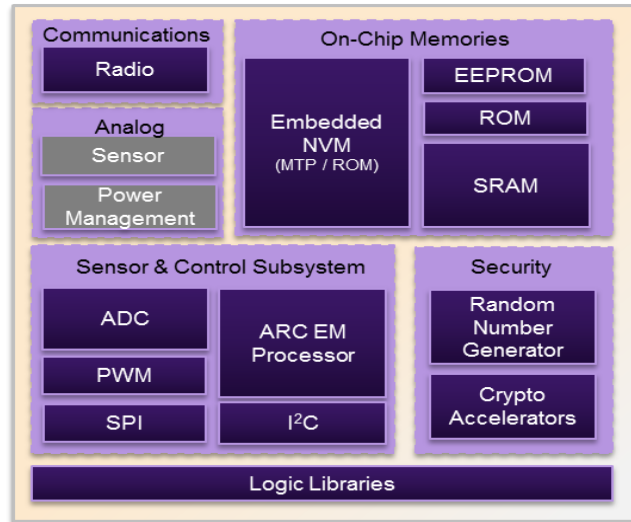 Communications
Radio
Analog
Sensor
Power
Management
On-Chip Memories
Embedded
NVM
(MTP / ROM)
EEPROM
ROM
SRAM
Sensor & Control Subsystem
ADC
PWM
SPI
ARC EM
Processor
I²C
Security
Random
Number
Generator
Crypto
Accelerators
Logic Libraries